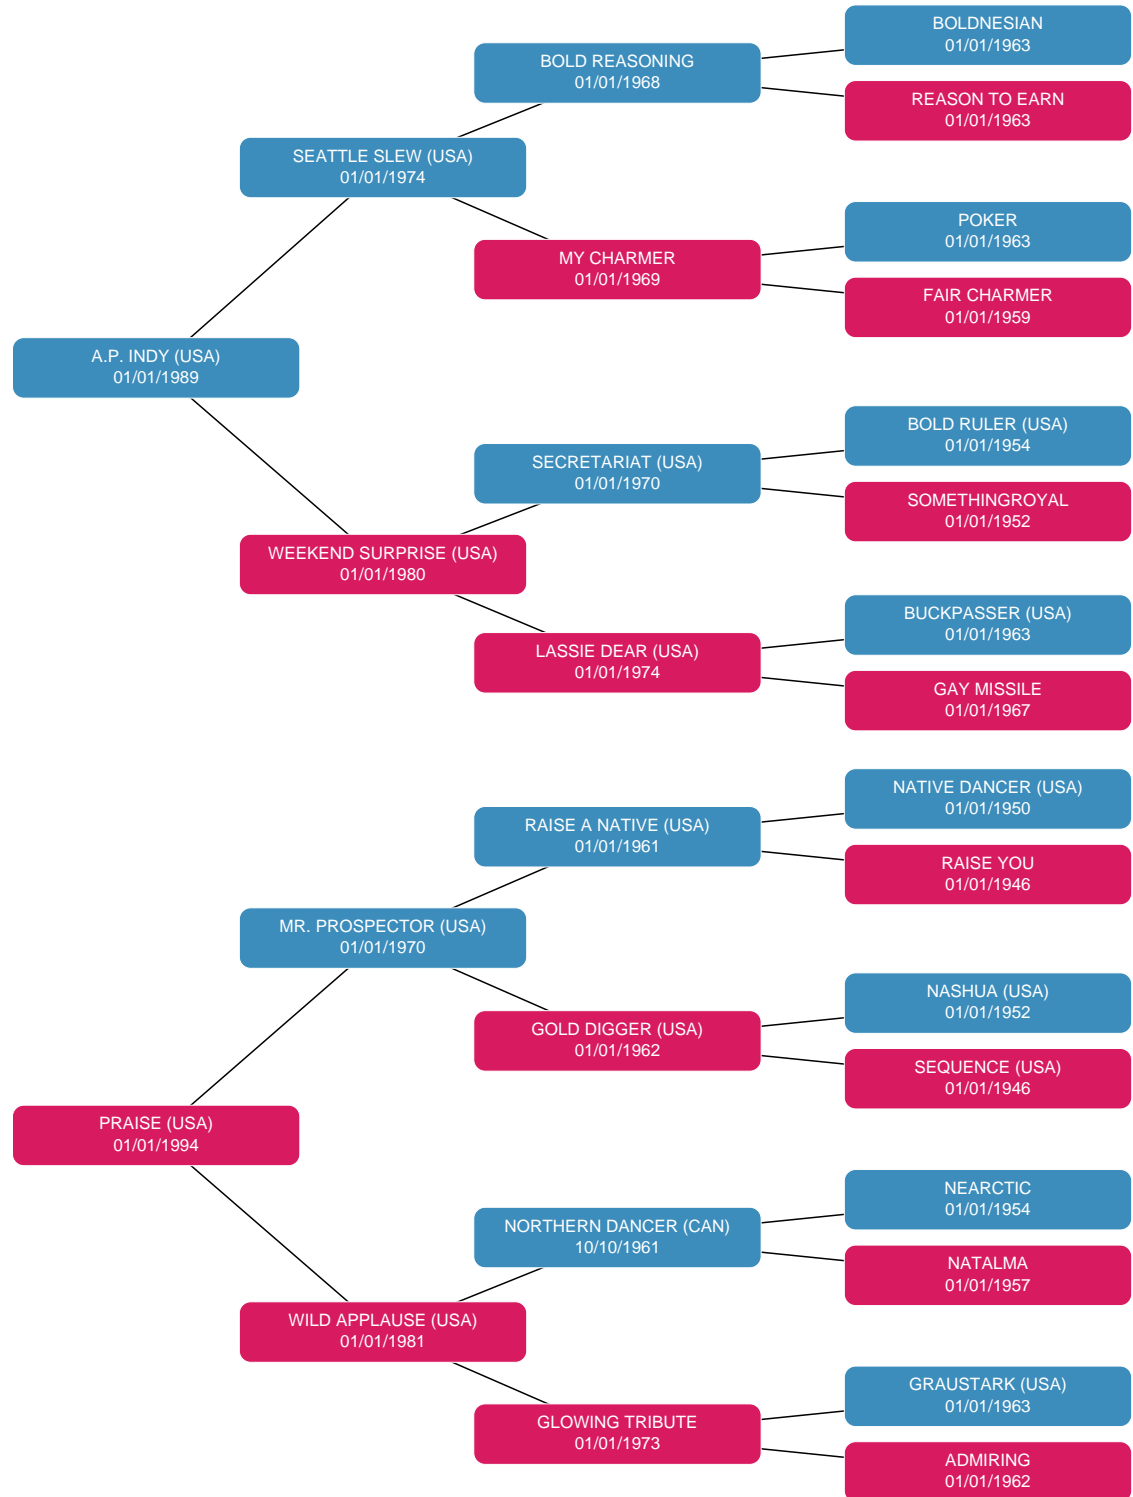 BOLDNESIAN
01/01/1963
BOLD REASONING
01/01/1968
REASON TO EARN
01/01/1963
SEATTLE SLEW (USA)
01/01/1974
POKER
01/01/1963
MY CHARMER
01/01/1969
FAIR CHARMER
01/01/1959
A.P. INDY (USA)
01/01/1989
BOLD RULER (USA)
01/01/1954
SECRETARIAT (USA)
01/01/1970
SOMETHINGROYAL
01/01/1952
WEEKEND SURPRISE (USA)
01/01/1980
BUCKPASSER (USA)
01/01/1963
LASSIE DEAR (USA)
01/01/1974
GAY MISSILE
01/01/1967
NATIVE DANCER (USA)
01/01/1950
RAISE A NATIVE (USA)
01/01/1961
RAISE YOU
01/01/1946
MR. PROSPECTOR (USA)
01/01/1970
NASHUA (USA)
01/01/1952
GOLD DIGGER (USA)
01/01/1962
SEQUENCE (USA)
01/01/1946
PRAISE (USA)
01/01/1994
NEARCTIC
01/01/1954
NORTHERN DANCER (CAN)
10/10/1961
NATALMA
01/01/1957
WILD APPLAUSE (USA)
01/01/1981
GRAUSTARK (USA)
01/01/1963
GLOWING TRIBUTE
01/01/1973
ADMIRING
01/01/1962